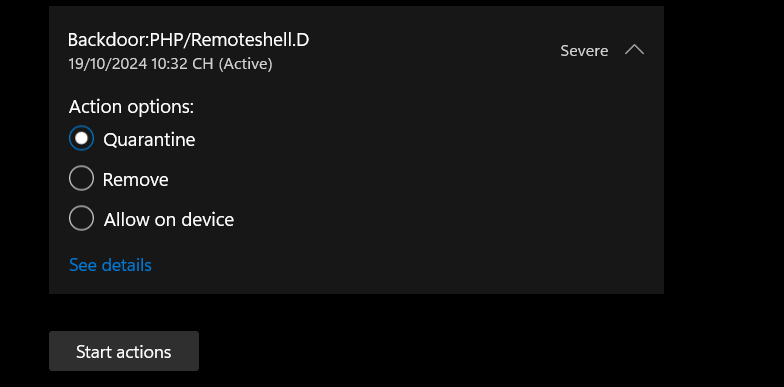 Backdoor:PHP/Remoteshell.D
19/10/2024 10:32 CH (Active)
Severe
Action options:
Quarantine
Remove
Allow on device
See details
Start actions